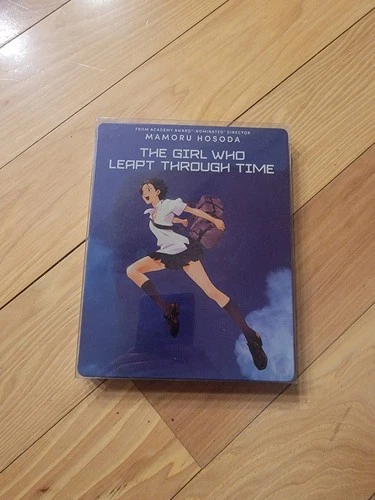 FROM ACADEMY AWARD®-NOMINATED DIRECTOR
MAMORU HOSODA
THE GIRL WHO
LEAPT THROUGH TIME